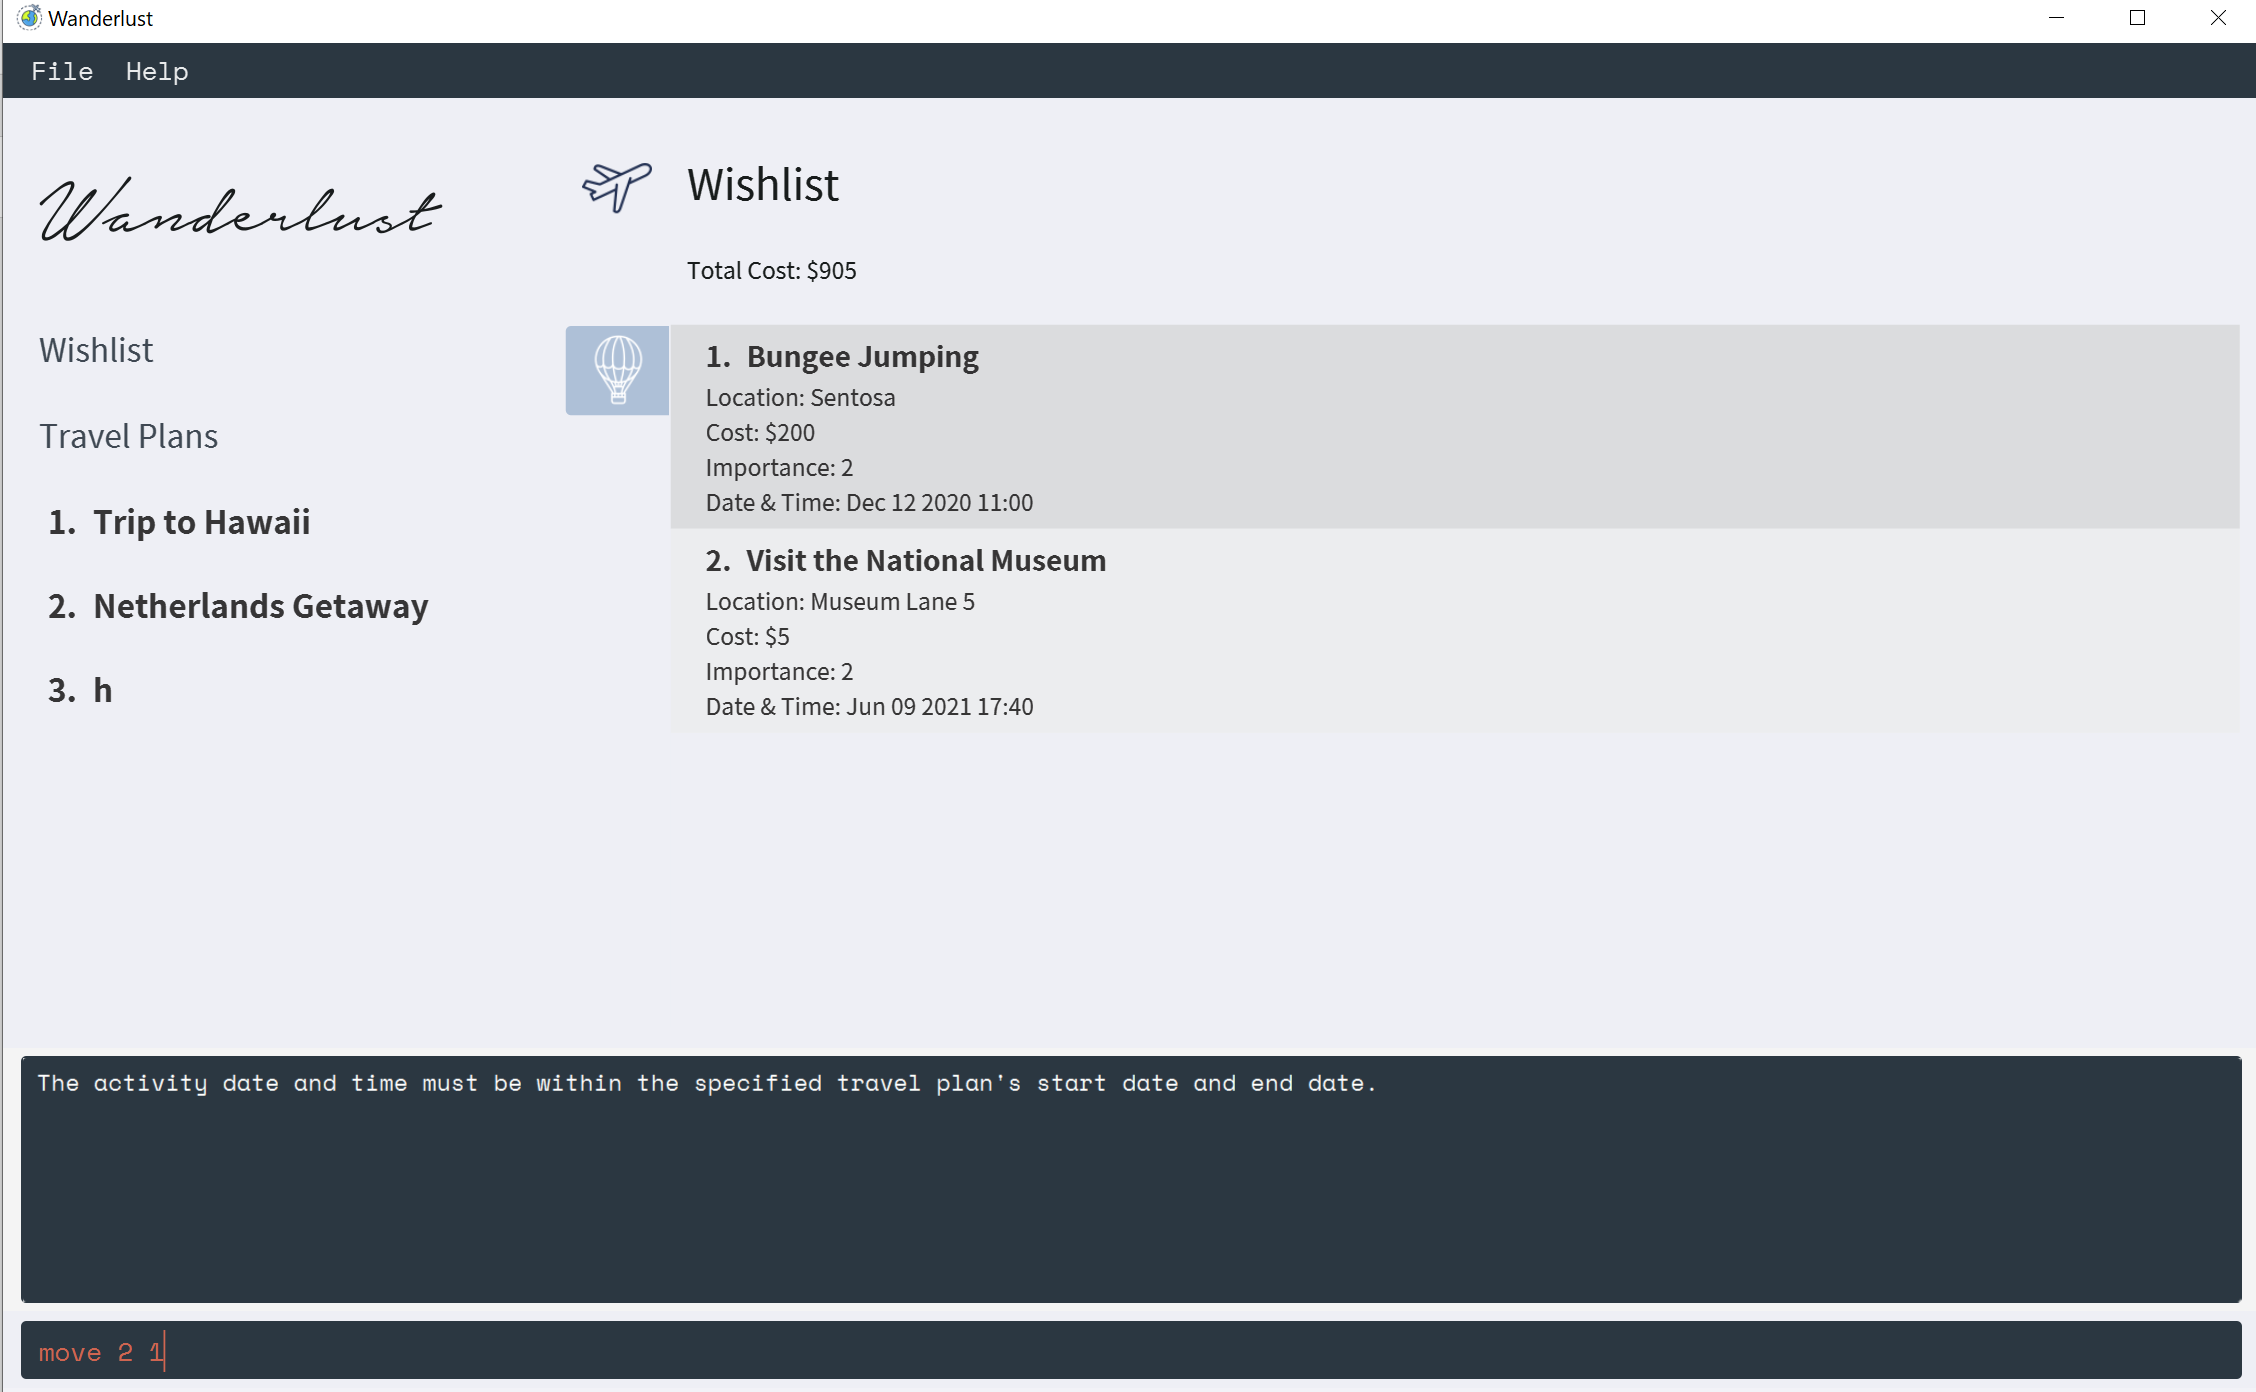 Wanderlust
File Help
Wanderlust
Wishlist
Travel Plans
1. Trip to Hawaii
2. Netherlands Getaway
3. h
Wishlist
Total Cost: $905
1. Bungee Jumping
Location: Sentosa
Cost: $200
Importance: 2
Date & Time: Dec 12 2020 11:00
2. Visit the National Museum
Location: Museum Lane 5
Cost: $5
Importance: 2
Date & Time: Jun 09 2021 17:40
The activity date and time must be within the specified travel plan's start date and end date.
move 2 1